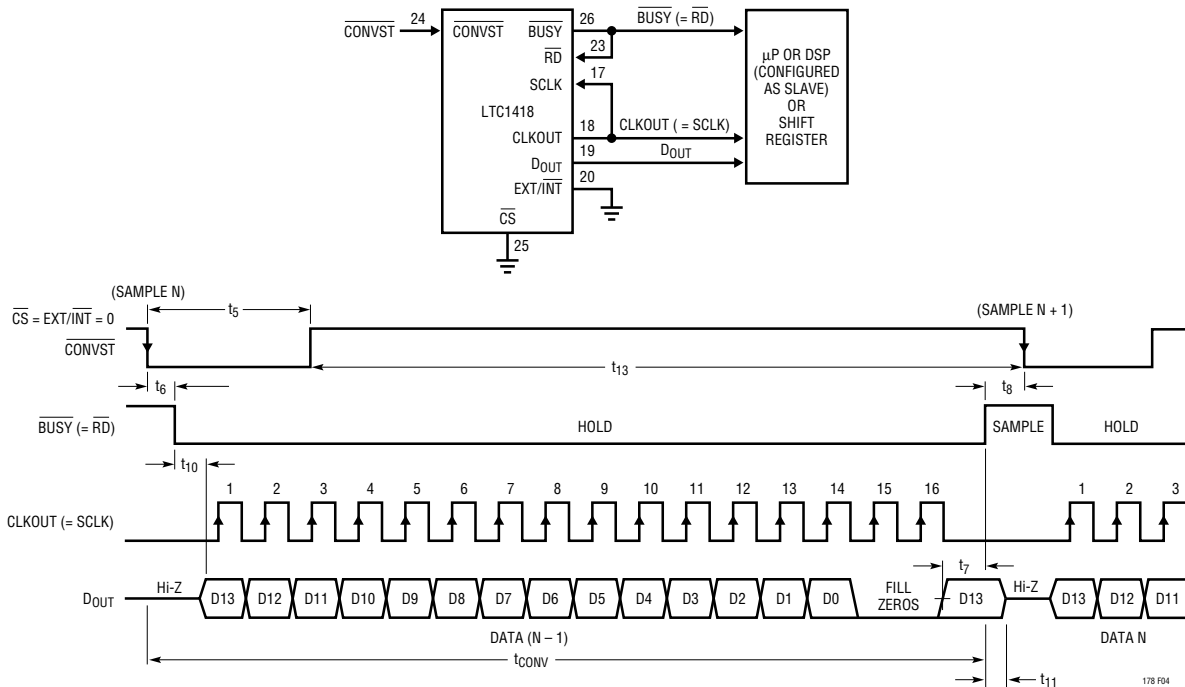 CONVST
24
CONVST
BUSY
26
BUSY (= RD)
23
RD
17
SCLK
LTC1418
18
CLKOUT
CLKOUT ( = SCLK)
19
DOUT
DOUT
20
EXT/INT
CS
25
µP OR DSP
(CONFIGURED
AS SLAVE)
OR
SHIFT
REGISTER
(SAMPLE N)
t5
(SAMPLE N + 1)
CS = EXT/INT = 0
CONVST
t13
t6
t8
BUSY (= RD)
HOLD
SAMPLE
HOLD
t10
1 2 3 4 5 6 7 8 9 10 11 12 13 14 15 16 1 2 3
CLKOUT (= SCLK)
t7
DOUT
Hi-Z D13 D12 D11 D10 D9 D8 D7 D6 D5 D4 D3 D2 D1 D0 FILL ZEROS D13 Hi-Z D13 D12 D11
DATA (N – 1)
DATA N
tCONV
t11
178 F04